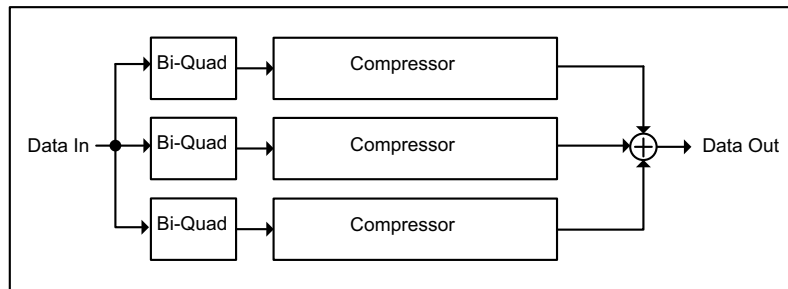 Bi-Quad
Compressor
Data In
Bi-Quad
Compressor
Data Out
Bi-Quad
Compressor